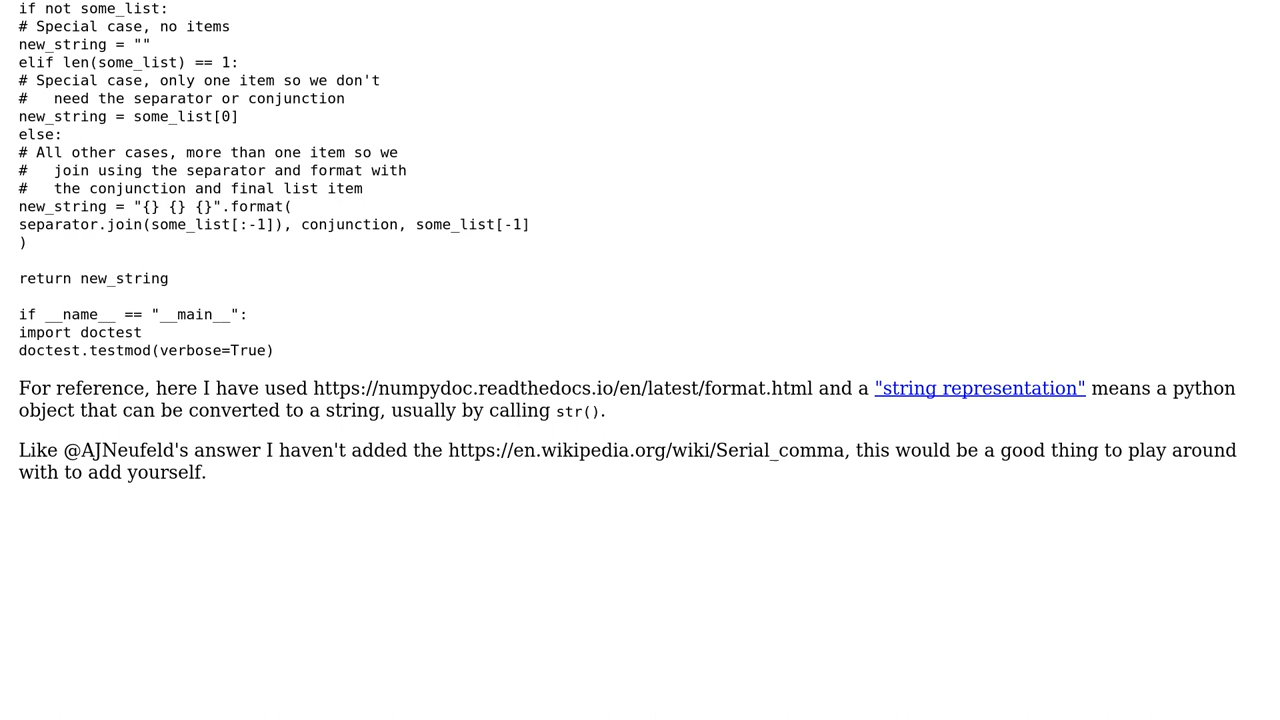 if not some_list:
# Special case, no items
new_string = ""
elif len(some_list) == 1:
# Special case, only one item so we don't
#   need the separator or conjunction
new_string = some_list[0]
else:
# All other cases, more than one item so we
#   join using the separator and format with
#   the conjunction and final list item
new_string = "{} {} {}".format(
separator.join(some_list[:-1]), conjunction, some_list[-1]
)

return new_string

if __name__ == "__main__":
import doctest
doctest.testmod(verbose=True)
For reference, here I have used https://numpydoc.readthedocs.io/en/latest/format.html and a "string representation" means a python
object that can be converted to a string, usually by calling str().
Like @AJNeufeld's answer I haven't added the https://en.wikipedia.org/wiki/Serial_comma, this would be a good thing to play around
with to add yourself.